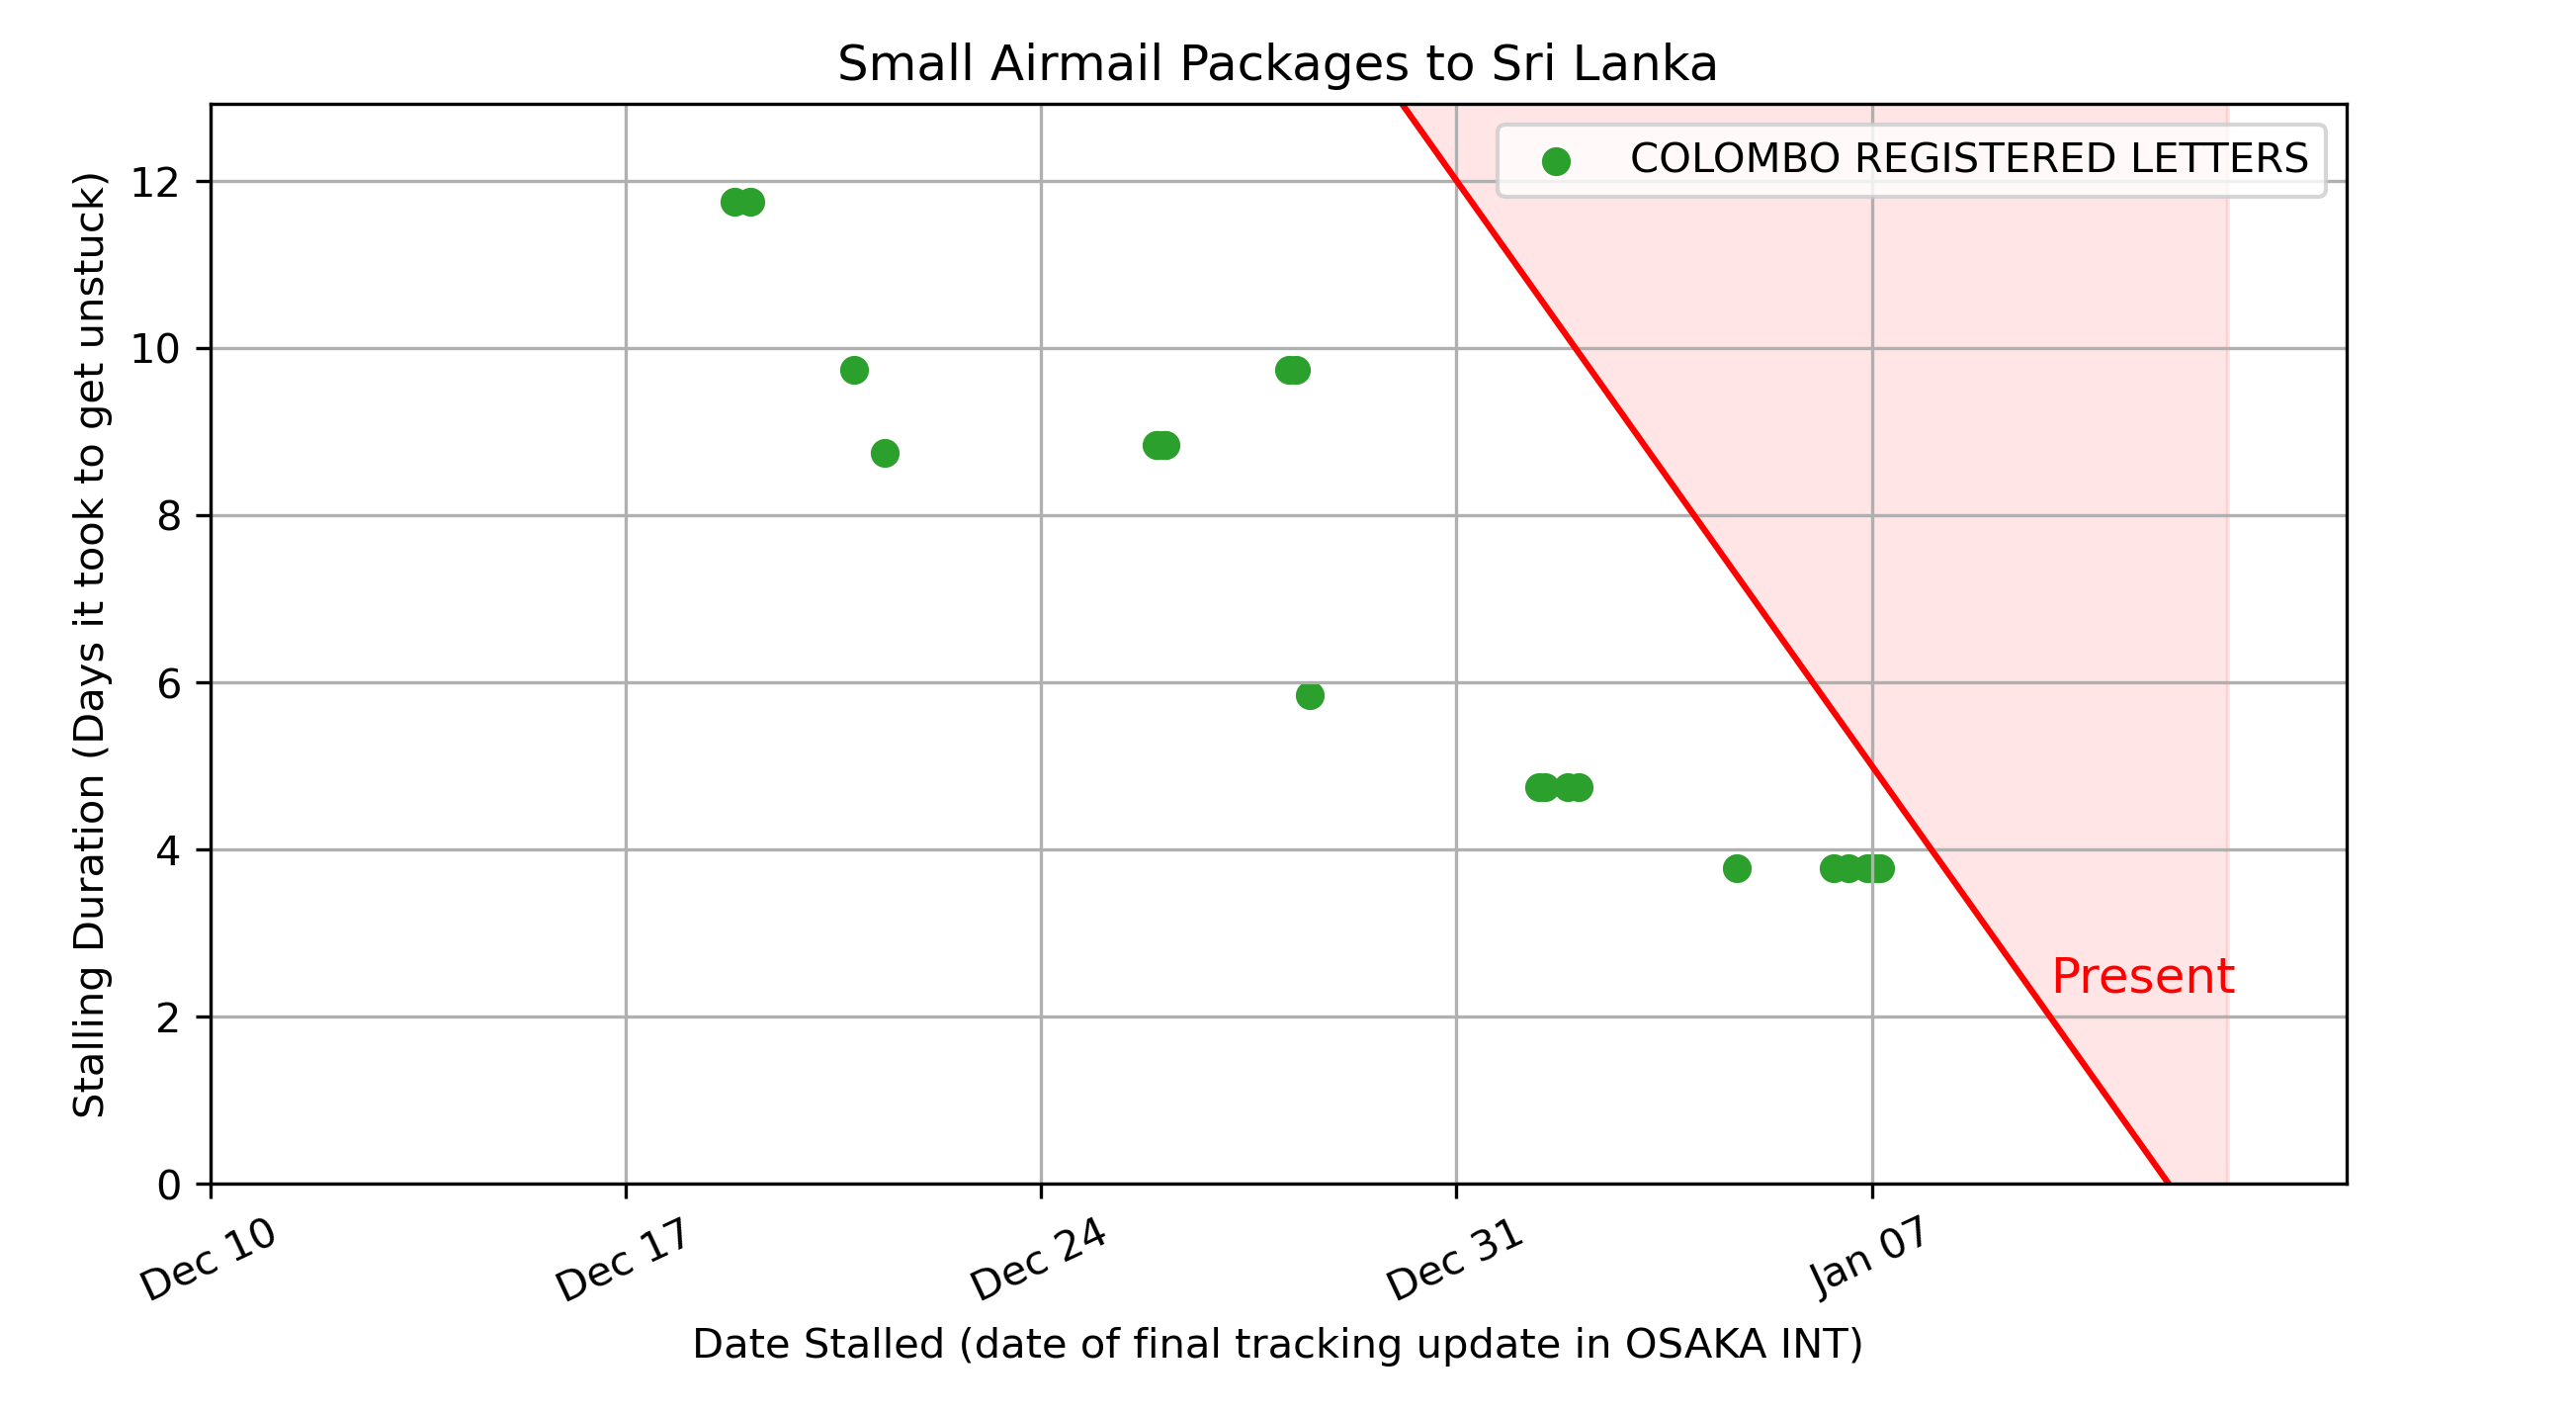 Small Airmail Packages to Sri Lanka
COLOMBO REGISTERED LETTERS
Stalling Duration (Days it took to get unstuck)
12
10
8
6
4
2
0
Present
Dec 10
Dec 17
Dec 24
Dec 31
Jan 07
Date Stalled (date of final tracking update in OSAKA INT)